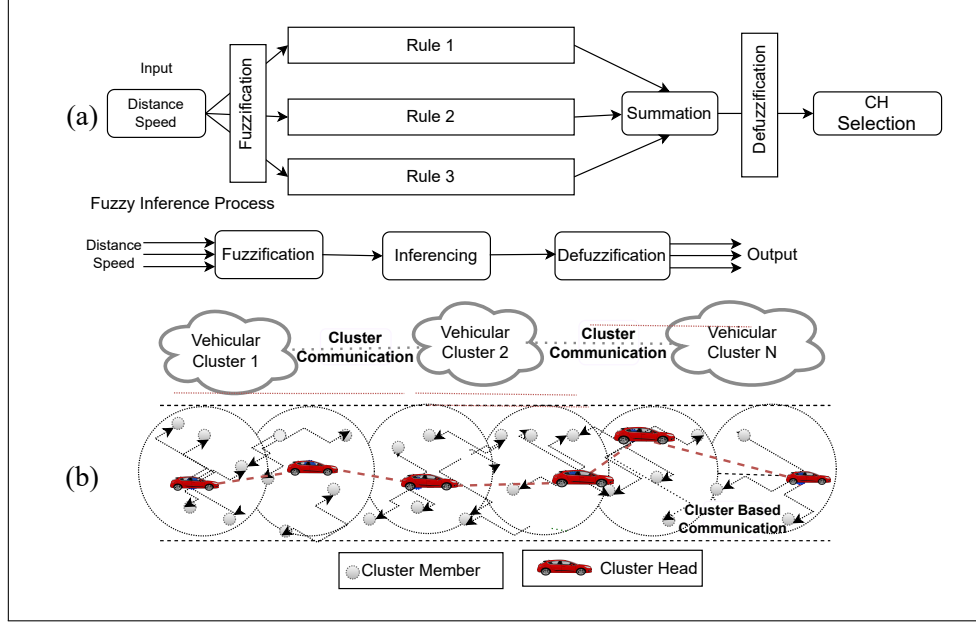 (a)
Input
Distance
Speed
Fuzzification
Rule 1
Rule 2
Rule 3
Summation
Defuzzification
CH
Selection
Fuzzy Inference Process
Distance
Speed
Fuzzification
Inferencing
Defuzzification
Output
(b)
Vehicular
Cluster 1
Cluster
Communication
Vehicular
Cluster 2
Cluster
Communication
Vehicular
Cluster N
Cluster Based
Communication
Cluster Member
Cluster Head